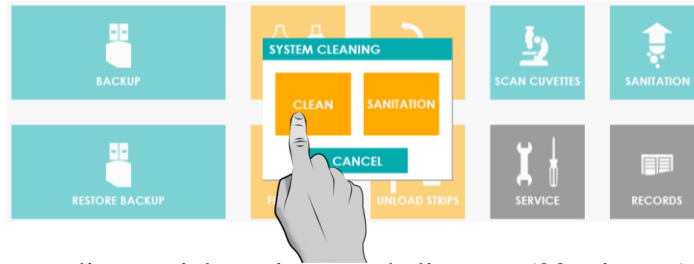 SYSTEM CLEANING
BACKUP
CLEAN
SANITATION
SCAN CUVETTES
SANITATION
CANCEL
RESTORE BACKUP
UNLOAD STRIPS
SERVICE
RECORDS